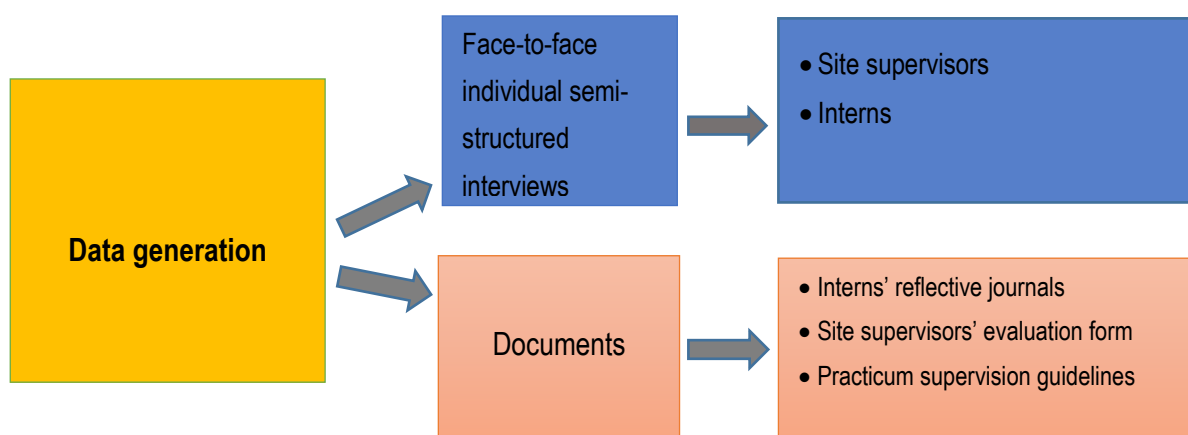 Face-to-face
individual semi-
structured
interviews
• Site supervisors
• Interns
Data generation
Documents
• Interns’ reflective journals
• Site supervisors’ evaluation form
• Practicum supervision guidelines